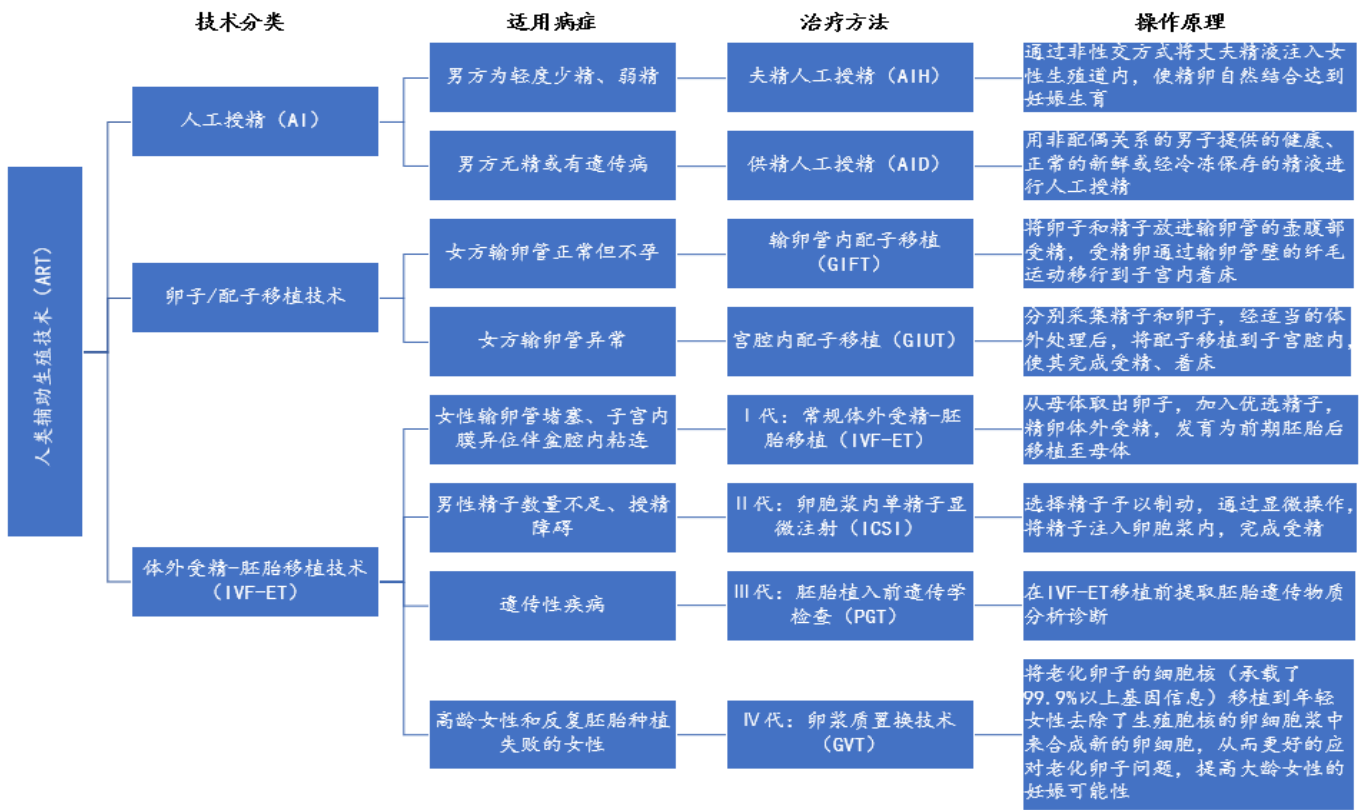 技术分类
适用病症
治疗方法
操作原理
人类辅助生殖技术（ART）
人工授精（AI）
男方为轻度少精、弱精
夫精人工授精（AIH）
通过非性交方式将丈夫精液注入女
性生殖道内，使精卵自然结合达到
妊娠生育
男方无精或有遗传病
供精人工授精（AID）
用非配偶关系的男子提供的健康、
正常的新鲜或经冷冻保存的精液进
行人工授精
卵子/配子移植技术
女方输卵管正常但不孕
输卵管内配子移植
（GIFT）
将卵子和精子放进输卵管的壶腹部
受精，受精卵通过输卵管壁的纤毛
运动移行到子宫内着床
女方输卵管异常
宫腔内配子移植（GIUT）
分别采集精子和卵子，经适当的体
外处理后，将配子移植到子宫腔内，
使其完成受精、着床
体外受精-胚胎移植技术
（IVF-ET）
女性输卵管堵塞、子宫内
膜异位伴盆腔内粘连
Ⅰ代：常规体外受精-胚
胎移植（IVF-ET）
从母体取出卵子，加入优选精子，
精卵体外受精，发育为前期胚胎后
移植至母体
男性精子数量不足、授精
障碍
Ⅱ代：卵胞浆内单精子显
微注射（ICSI）
选择精子予以制动，通过显微操作，
将精子注入卵胞浆内，完成受精
遗传性疾病
Ⅲ代：胚胎植入前遗传学
检查（PGT）
在IVF-ET移植前提取胚胎遗传物质
分析诊断
高龄女性和反复胚胎种植
失败的女性
Ⅳ代：卵浆质置换技术
（GVT）
将老化卵子的细胞核（承载了
99.9%以上基因信息）移植到年轻
女性去除了生殖胞核的卵细胞浆中
来合成新的卵细胞，从而更好的应
对老化卵子问题，提高大龄女性的
妊娠可能性